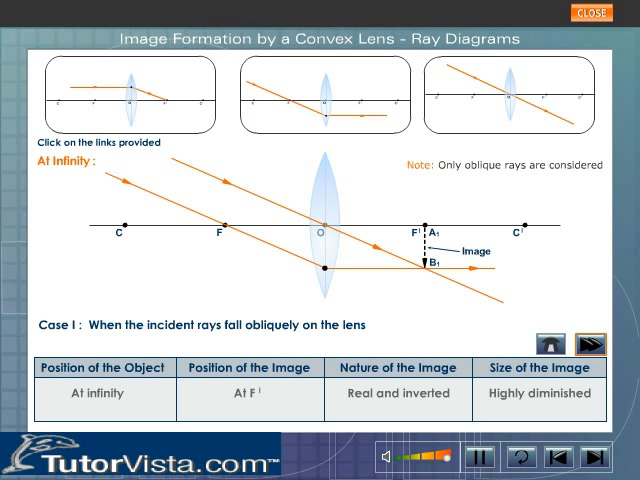 CLOSE
Image Formation by a Convex Lens - Ray Diagrams
Click on the links provided
At Infinity :
Note: Only oblique rays are considered
C F O F' A1 C'
Image
B1
Case I : When the incident rays fall obliquely on the lens
Position of the Object Position of the Image Nature of the Image Size of the Image
At infinity At F' Real and inverted Highly diminished
TutorVista.com™